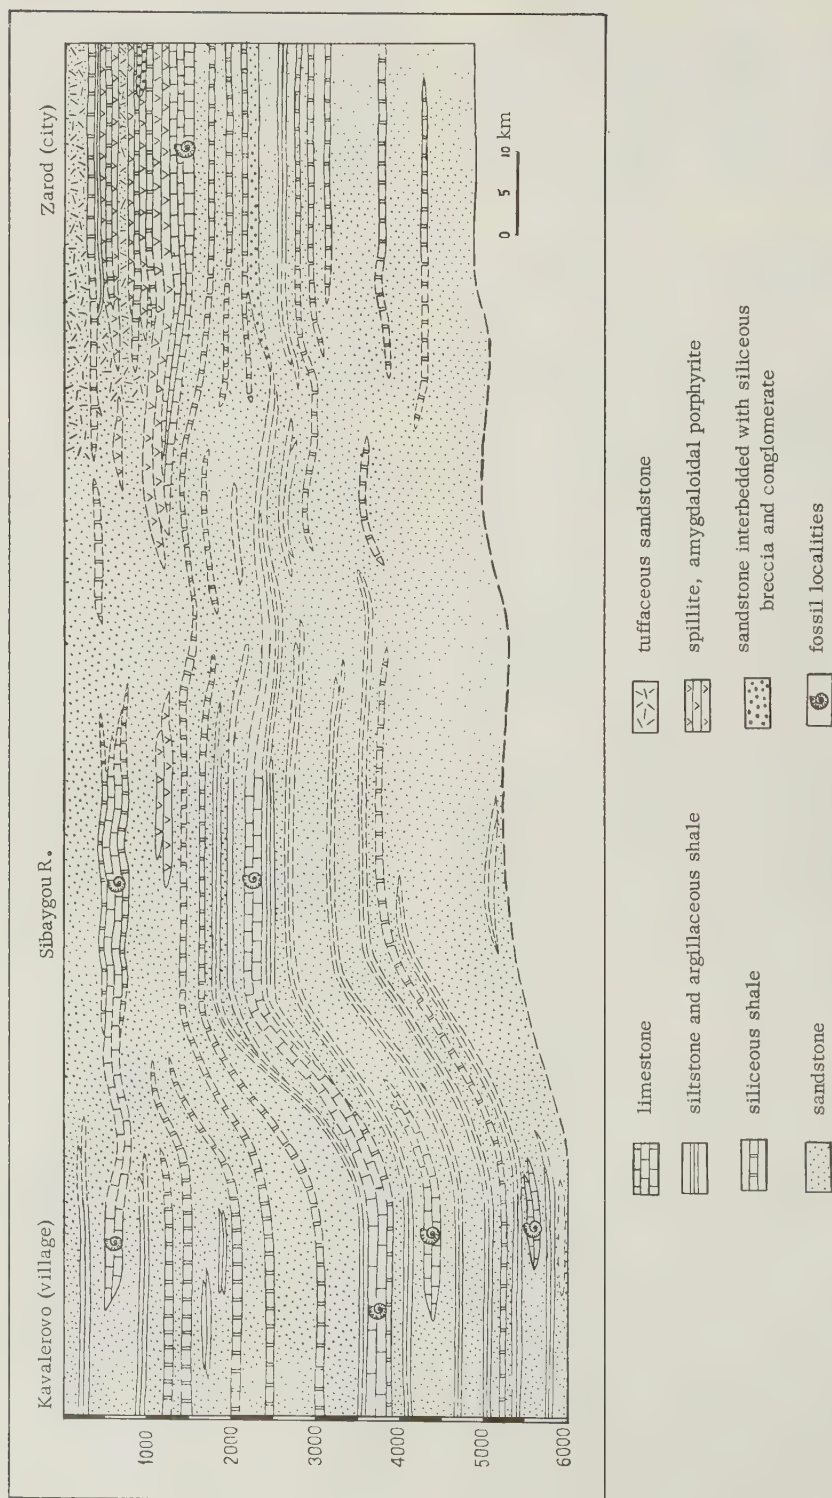 Kavalerovo (village)
Sibaygou R.
Zarod (city)
1000
2000
3000
4000
5000
6000
0 5 10 km
limestone
siltstone and argillaceous shale
siliceous shale
sandstone
tuffaceous sandstone
spillite, amygdaloidal porphyrite
sandstone interbedded with siliceous
breccia and conglomerate
fossil localities